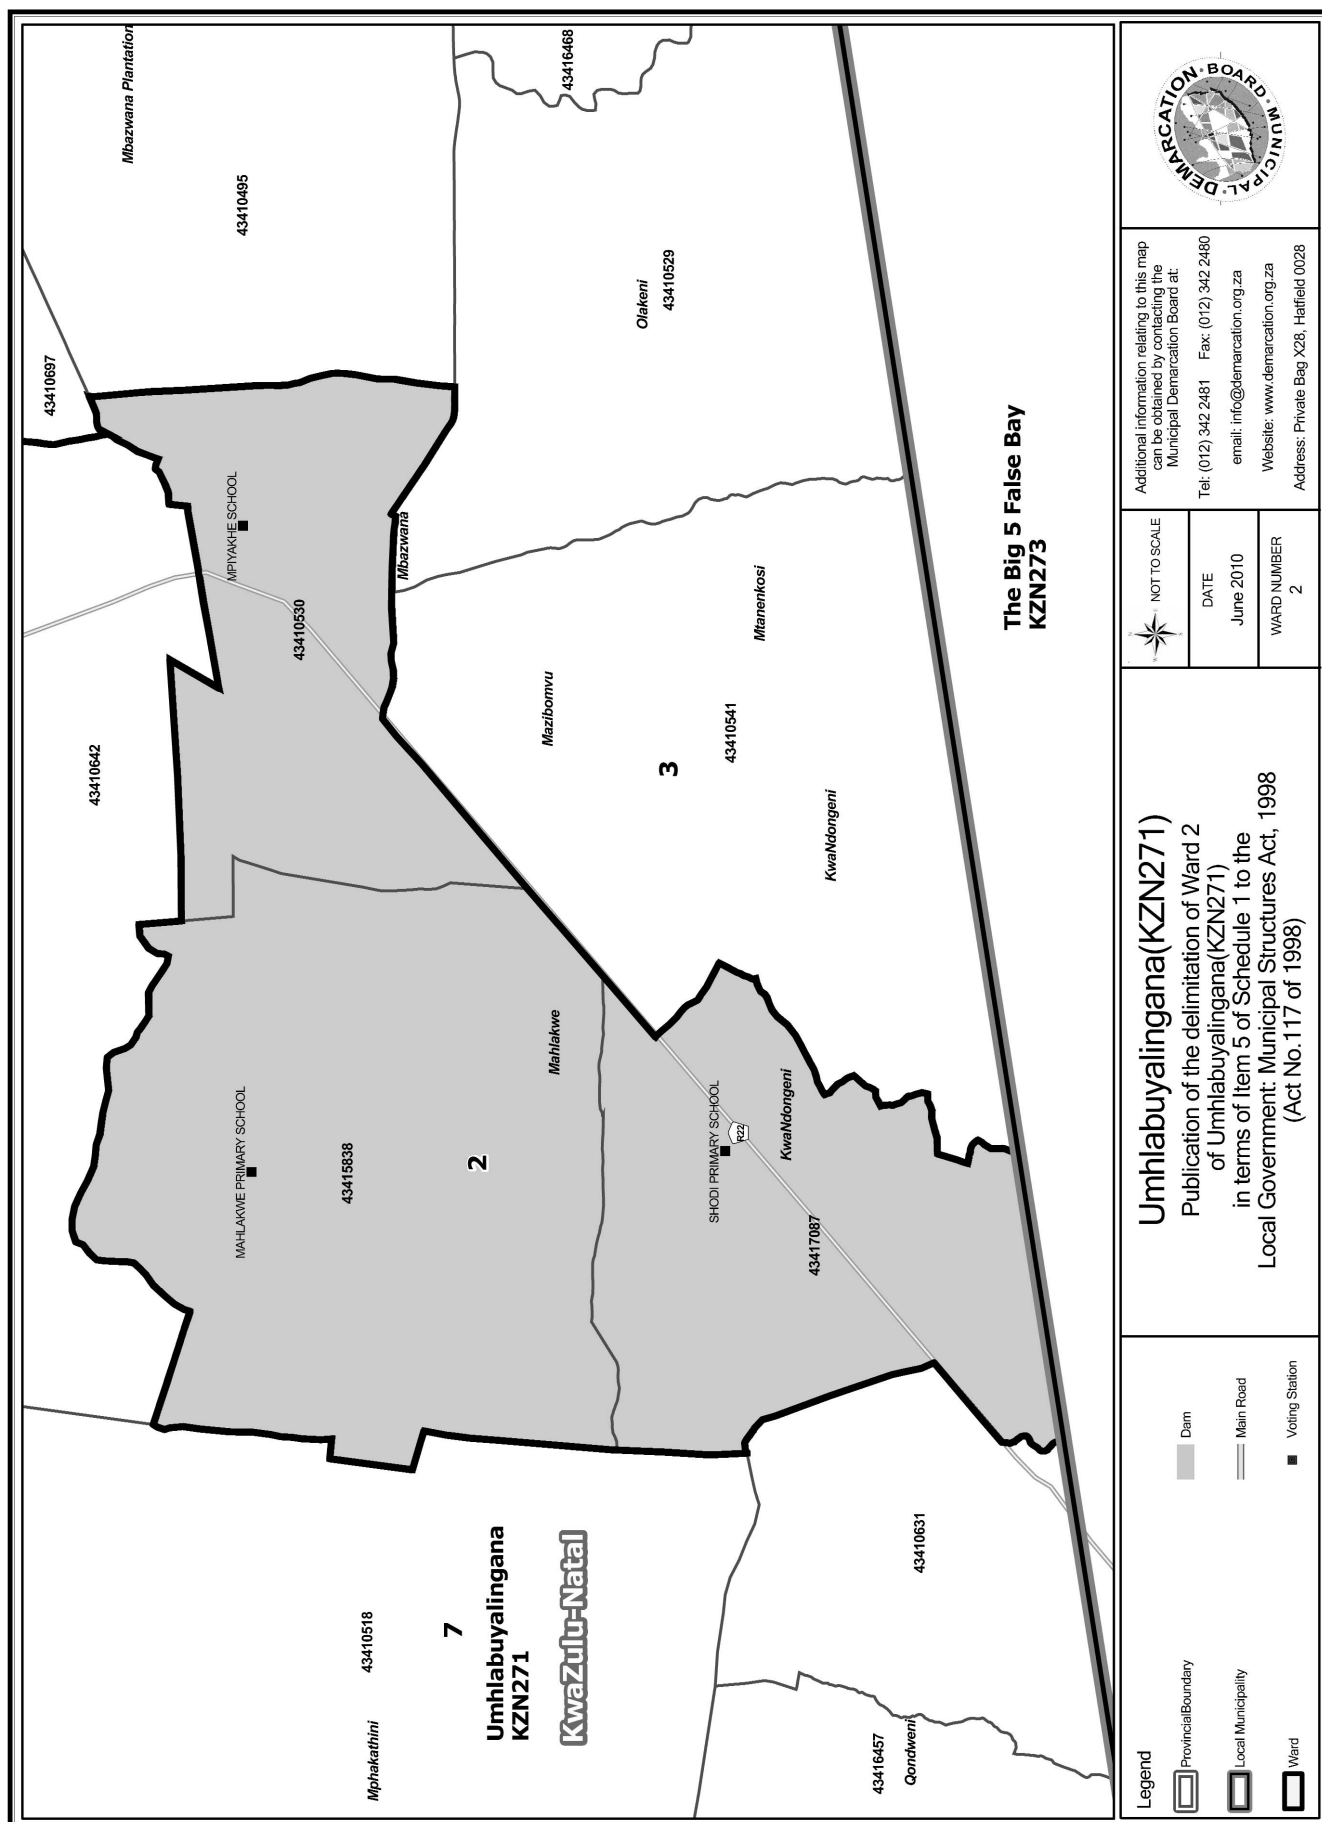 Mbazwana Plantation
43416468
43410495
43410697
Olakeni
43410529
MPIYAKHE SCHOOL
43410530
Mbazwana
The Big 5 False Bay
KZN273
Mtanenkosi
Mazibomvu
43410541
3
43410642
KwaNdongeni
Mahlakwe
MAHLAKWE PRIMARY SCHOOL
43415838
2
SHODI PRIMARY SCHOOL
R22
KwaNdongeni
43417087
7
Umhlabuyalingana
KZN271
KwaZulu-Natal
43410518
Mphakathini
43410631
43416457
Qondweni
Legend
ProvincialBoundary
Local Municipality
Ward
Dam
Main Road
Voting Station
Umhlabuyalingana(KZN271)
Publication of the delimitation of Ward 2
of Umhlabuyalingana(KZN271)
in terms of Item 5 of Schedule 1 to the
Local Government: Municipal Structures Act, 1998
(Act No.117 of 1998)
N
W
E
S
NOT TO SCALE
DATE
June 2010
WARD NUMBER
2
Additional information relating to this map
can be obtained by contacting the
Municipal Demarcation Board at:
Tel: (012) 342 2481 Fax: (012) 342 2480
email: info@demarcation.org.za
Website: www.demarcation.org.za
Address: Private Bag X28, Hatfield 0028
MUNICIPAL • DEMARCATION • BOARD •